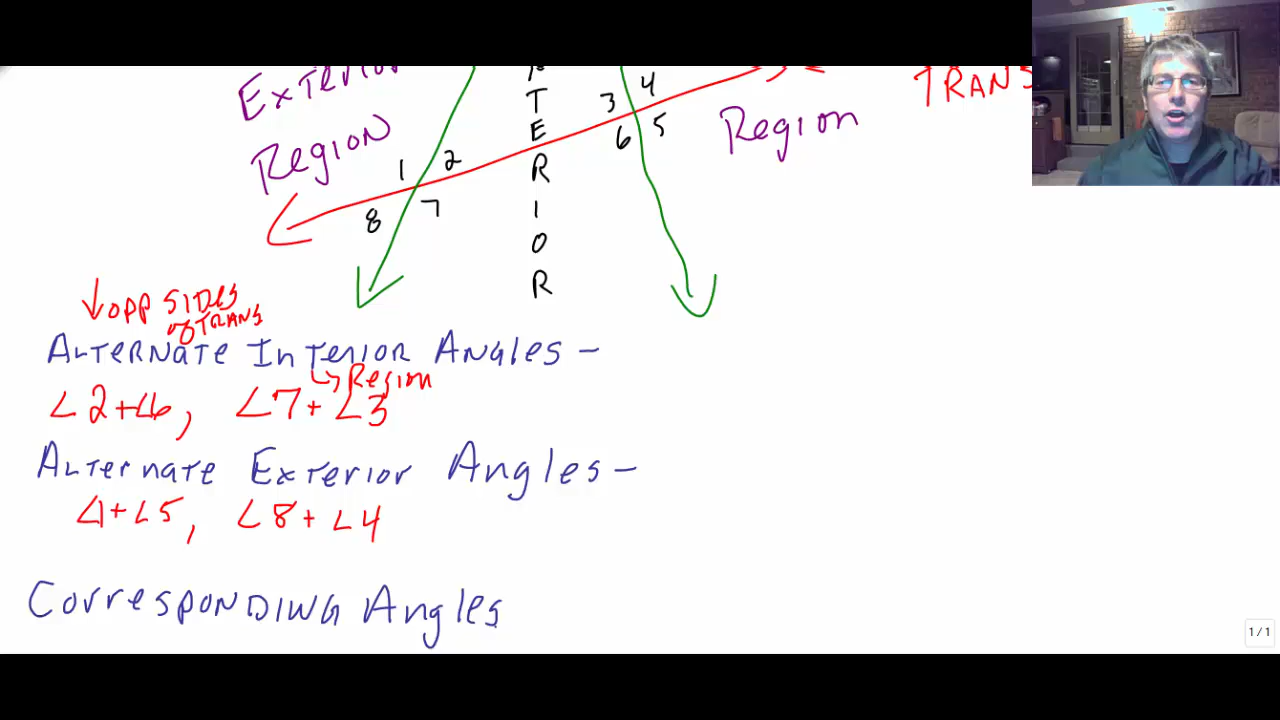 Exterior
Region
N
T
E
R
I
O
R
1 2
8 7
3 4
6 5
Region
TRANS
↓ OPP SIDES
of TRANS
ALTERNATE INTERIOR ANGLES –
↳ Region
∠2+∠6, ∠7+∠3
Alternate Exterior Angles –
∠1+∠5, ∠8+∠4
Corresponding Angles
1 / 1